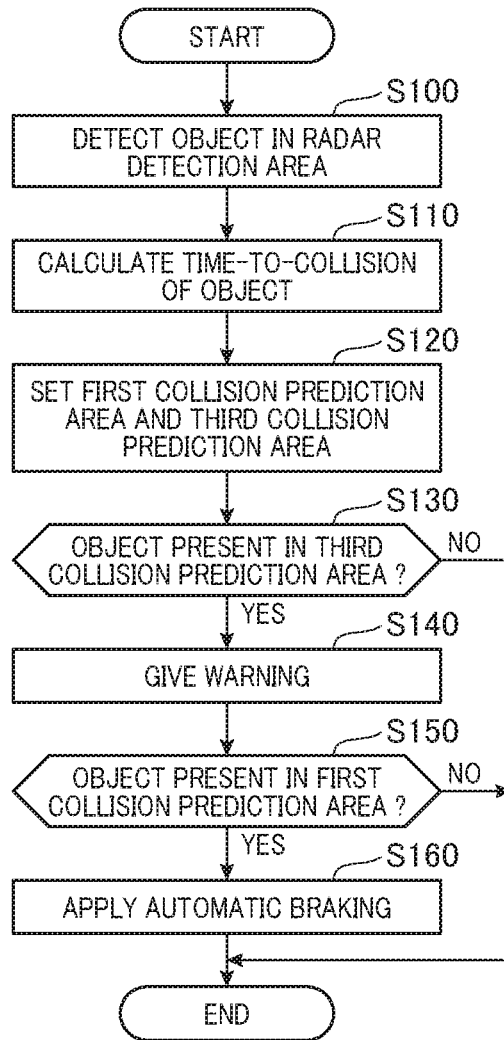 START
S100
DETECT OBJECT IN RADAR
DETECTION AREA
S110
CALCULATE TIME-TO-COLLISION
OF OBJECT
S120
SET FIRST COLLISION PREDICTION
AREA AND THIRD COLLISION
PREDICTION AREA
S130
OBJECT PRESENT IN THIRD
COLLISION PREDICTION AREA ?
NO
YES
S140
GIVE WARNING
S150
OBJECT PRESENT IN FIRST
COLLISION PREDICTION AREA ?
NO
YES
S160
APPLY AUTOMATIC BRAKING
END